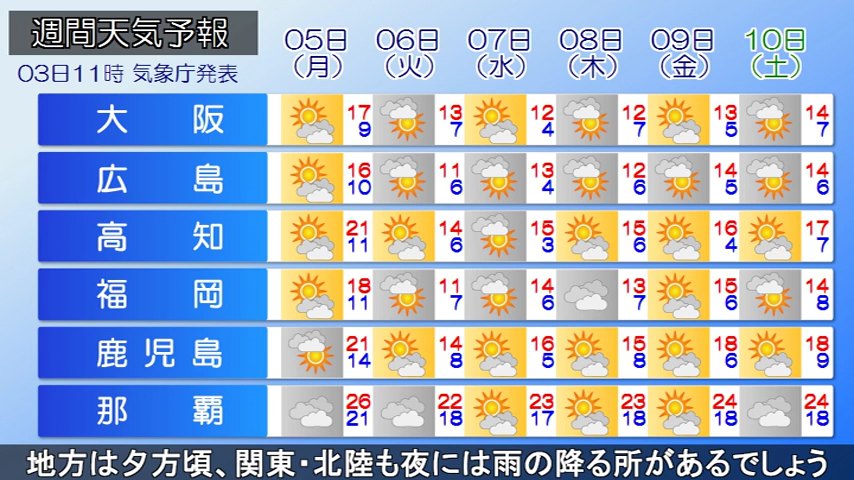 週間天気予報
03日11時 気象庁発表
05日 06日 07日 08日 09日 10日
(月) (火) (水) (木) (金) (土)
大阪 17 9 13 7 12 4 12 7 13 5 14 7
広島 16 10 11 6 13 4 12 6 14 5 14 6
高知 21 11 14 6 15 3 15 6 16 4 17 7
福岡 18 11 11 7 14 6 13 7 15 6 14 8
鹿児島 21 14 14 8 16 5 15 8 18 6 18 9
那覇 26 21 22 18 23 17 23 18 24 18 24 18
地方は夕方頃、関東・北陸も夜には雨の降る所があるでしょう